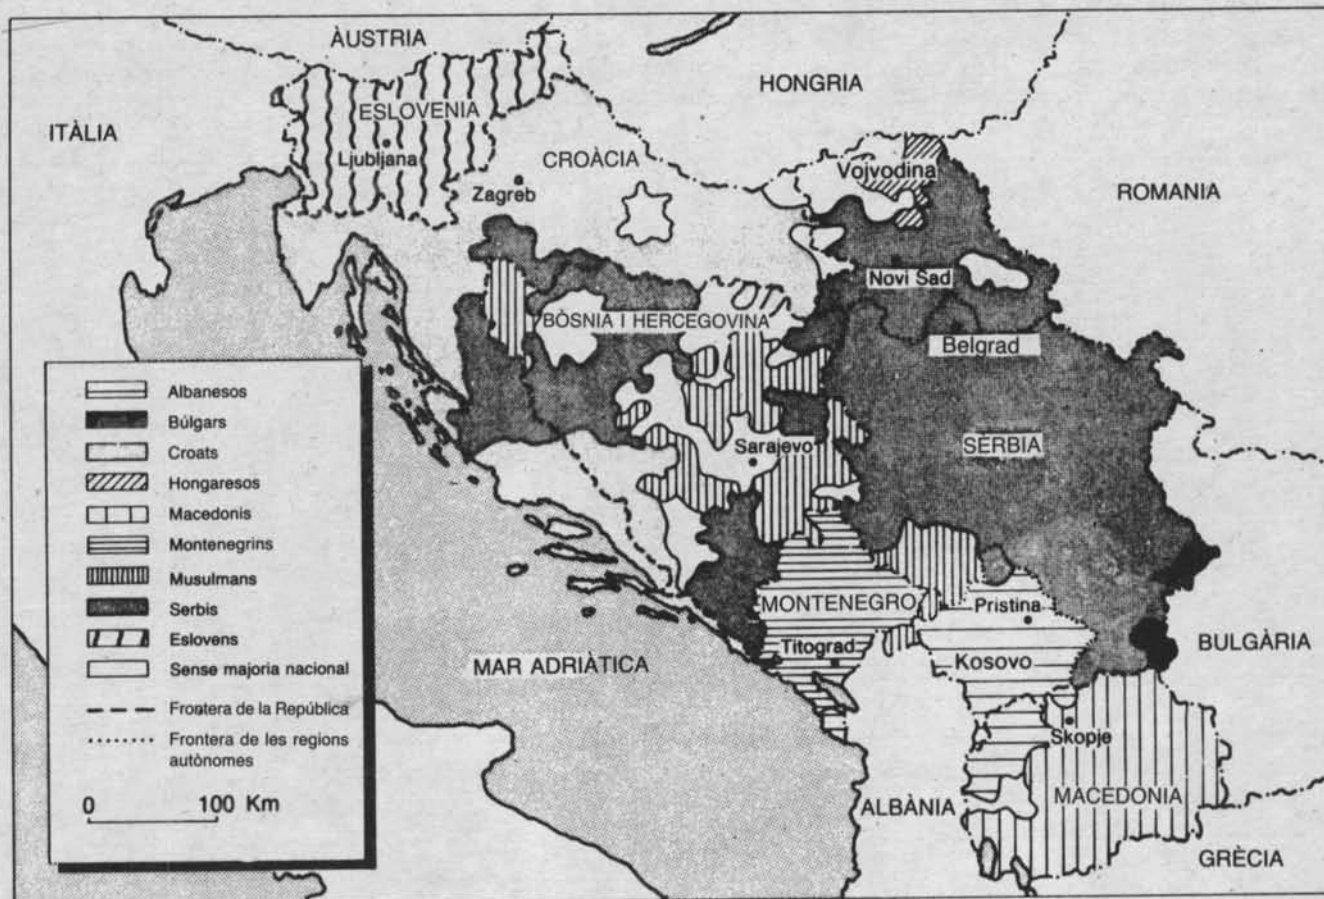 ÀUSTRIA
HONGRIA
ITÀLIA
ESLOVENIA
Ljubljana
CROÀCIA
Zagreb
Vojvodina
ROMANIA
Novi Sad
BÒSNIA I HERCEGOVINA
Belgrad
Sarajevo
SÈRBIA
MONTENEGRO
Pristina
Titograd
Kosovo
BULGÀRIA
MAR ADRIÀTICA
Skopje
ALBÀNIA
MACEDONIA
GRÈCIA
Albanesos
Búlgars
Croats
Hongaresos
Macedonis
Montenegrins
Musulmans
Serbis
Eslovens
Sense majoria nacional
Frontera de la República
Frontera de les regions
autònomes
0 100 Km